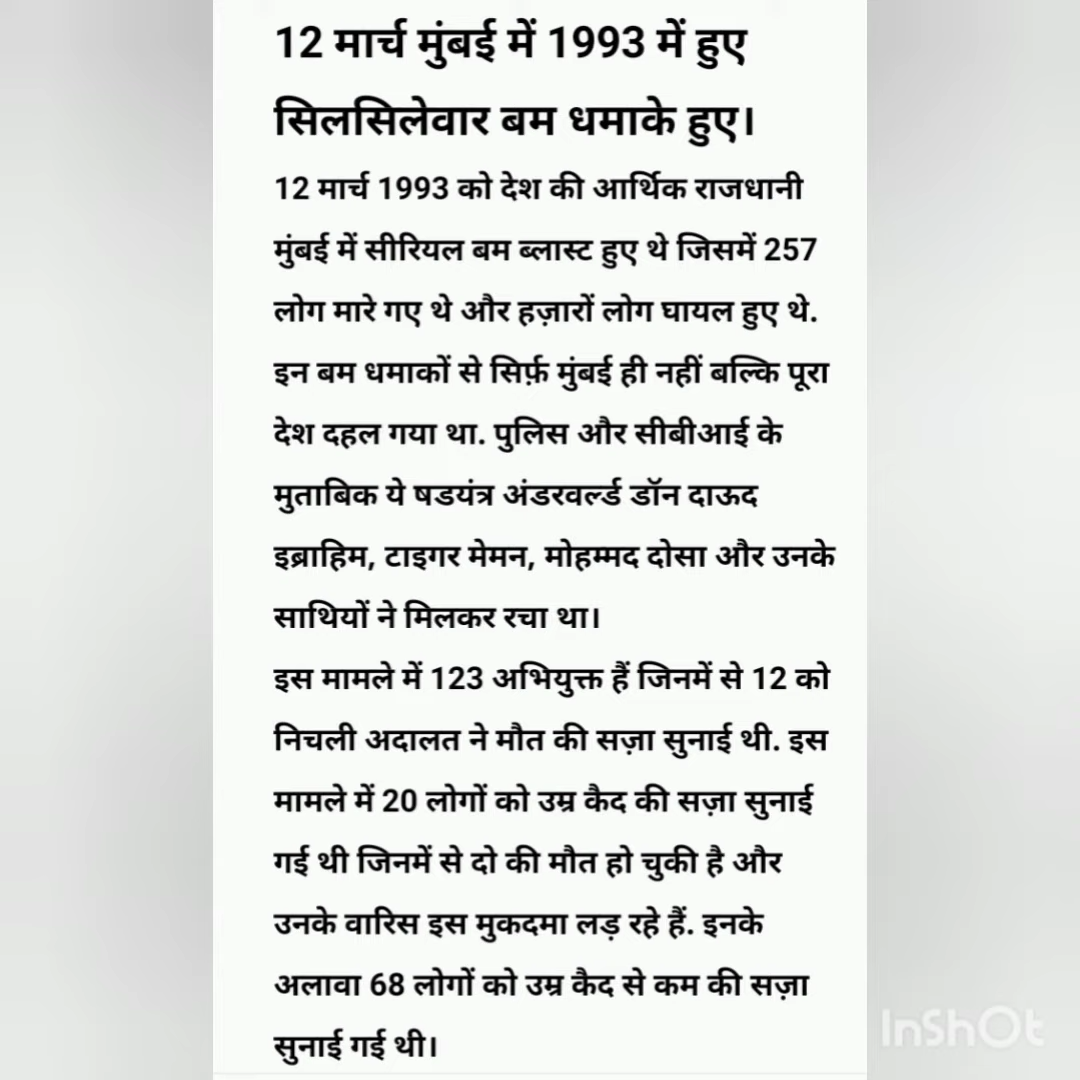 12 मार्च मुंबई में 1993 में हुए
सिलसिलेवार बम धमाके हुए।
12 मार्च 1993 को देश की आर्थिक राजधानी
मुंबई में सीरियल बम ब्लास्ट हुए थे जिसमें 257
लोग मारे गए थे और हज़ारों लोग घायल हुए थे.
इन बम धमाकों से सिर्फ़ मुंबई ही नहीं बल्कि पूरा
देश दहल गया था. पुलिस और सीबीआई के
मुताबिक ये षडयंत्र अंडरवर्ल्ड डॉन दाऊद
इब्राहिम, टाइगर मेमन, मोहम्मद दोसा और उनके
साथियों ने मिलकर रचा था।
इस मामले में 123 अभियुक्त हैं जिनमें से 12 को
निचली अदालत ने मौत की सज़ा सुनाई थी. इस
मामले में 20 लोगों को उम्र कैद की सज़ा सुनाई
गई थी जिनमें से दो की मौत हो चुकी है और
उनके वारिस इस मुकदमा लड़ रहे हैं. इनके
अलावा 68 लोगों को उम्र कैद से कम की सज़ा
सुनाई गई थी।
InShOt